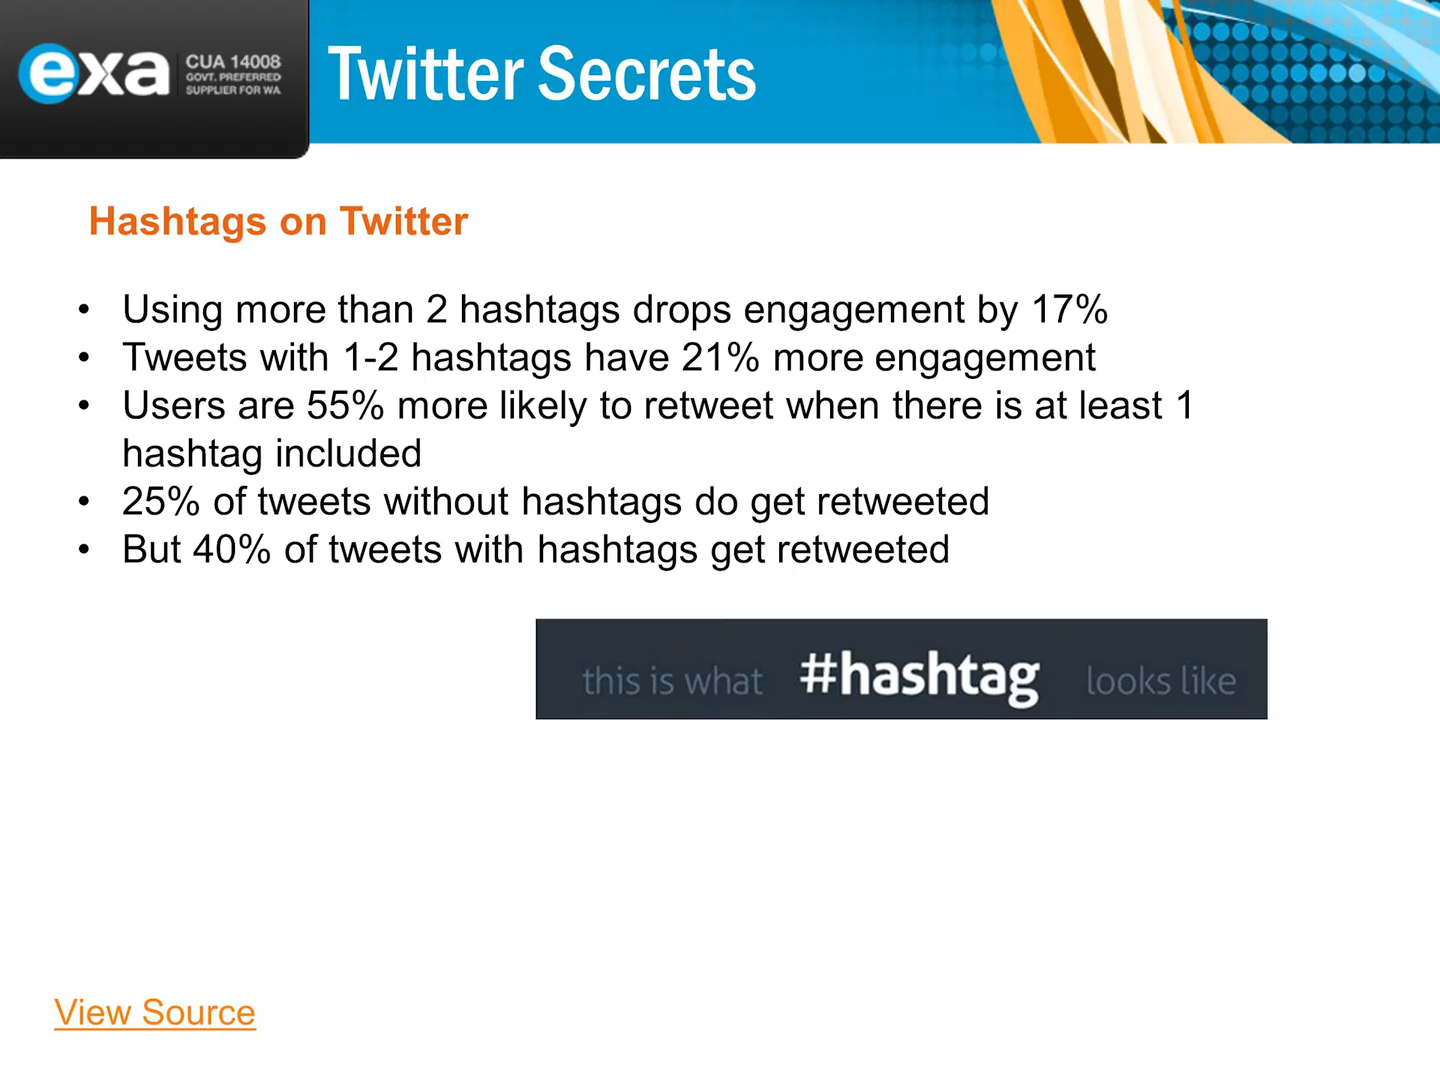 exa
CUA 14008
GOVT. PREFERRED
SUPPLIER FOR WA
Twitter Secrets
Hashtags on Twitter
• Using more than 2 hashtags drops engagement by 17%
• Tweets with 1-2 hashtags have 21% more engagement
• Users are 55% more likely to retweet when there is at least 1
hashtag included
• 25% of tweets without hashtags do get retweeted
• But 40% of tweets with hashtags get retweeted
this is what #hashtag looks like
View Source